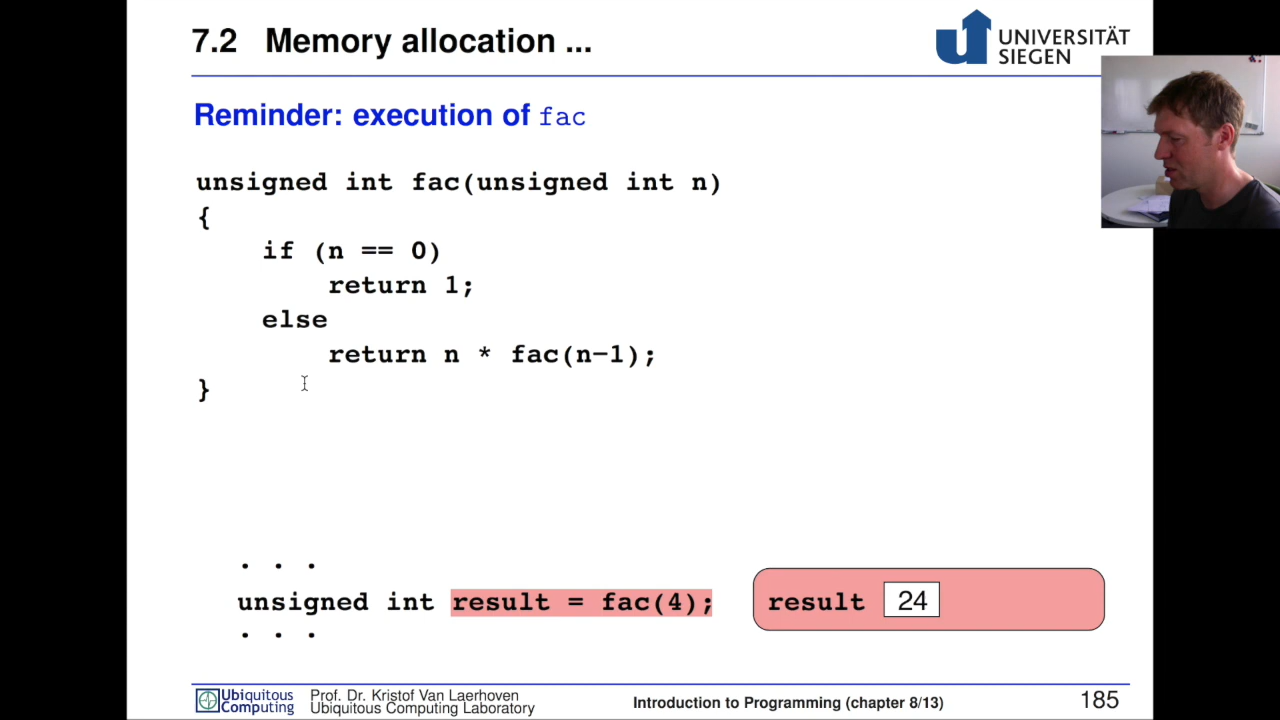 7.2 Memory allocation ...
UNIVERSITÄT
SIEGEN
Reminder: execution of fac
unsigned int fac(unsigned int n)
{
if (n == 0)
return 1;
else
return n * fac(n-1);
}
. . .
unsigned int result = fac(4);
. . .
result 24
Ubiquitous
Computing
Prof. Dr. Kristof Van Laerhoven
Ubiquitous Computing Laboratory
Introduction to Programming (chapter 8/13)
185